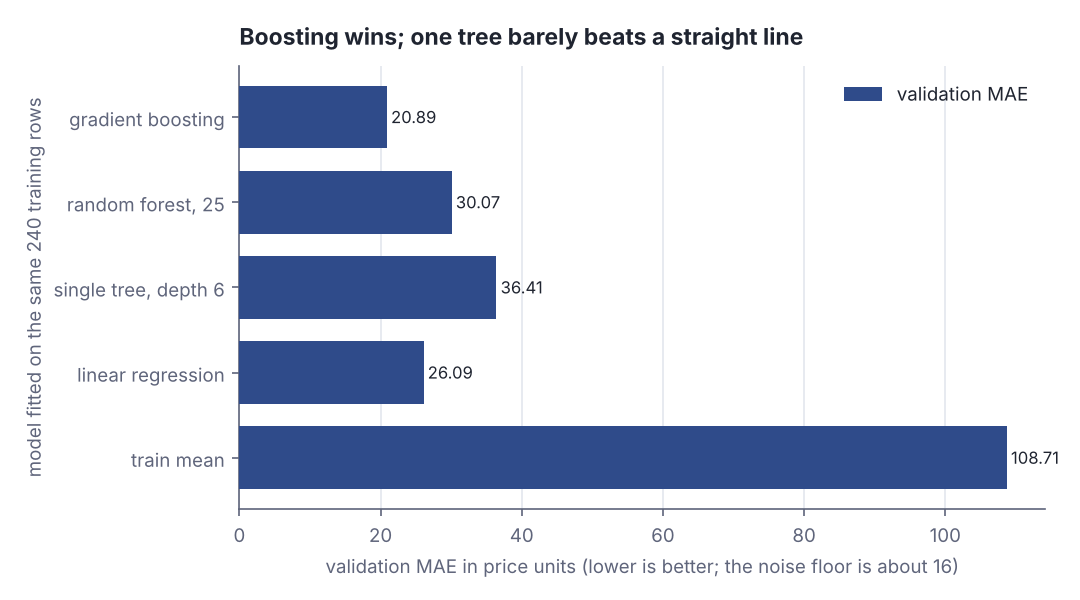 Boosting wins; one tree barely beats a straight line
validation MAE
model fitted on the same 240 training rows
gradient boosting
20.89
random forest, 25
30.07
single tree, depth 6
36.41
linear regression
26.09
train mean
108.71
0 20 40 60 80 100
validation MAE in price units (lower is better; the noise floor is about 16)